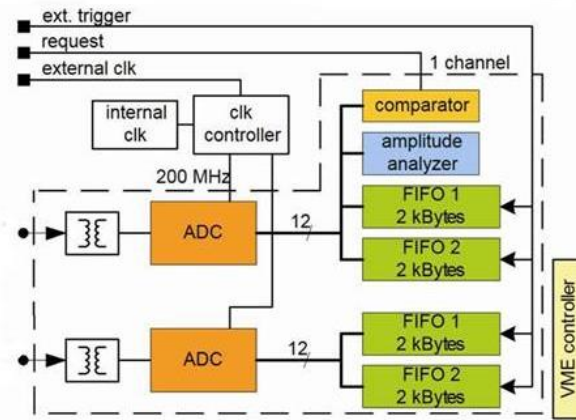 ext. trigger
request
external clk
1 channel
internal
clk
clk
controller
comparator
amplitude
analyzer
200 MHz
FIFO 1
2 kBytes
ADC
12
FIFO 2
2 kBytes
FIFO 1
2 kBytes
ADC
12
FIFO 2
2 kBytes
VME controller